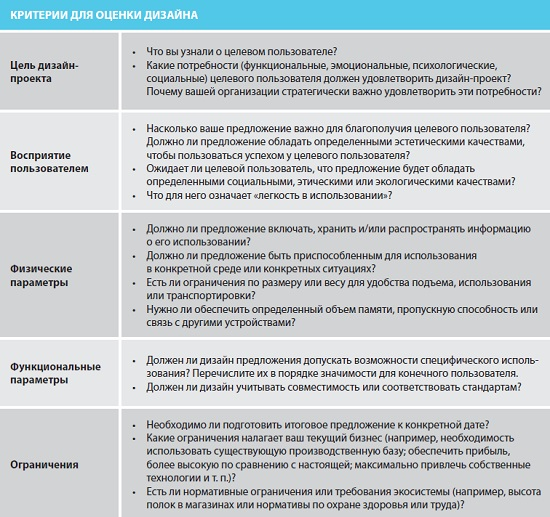 КРИТЕРИИ ДЛЯ ОЦЕНКИ ДИЗАЙНА
Цель дизайн-
проекта
• Что вы узнали о целевом пользователе?
• Какие потребности (функциональные, эмоциональные, психологические,
социальные) целевого пользователя должен удовлетворить дизайн-проект?
Почему вашей организации стратегически важно удовлетворить эти потребности?
Восприятие
пользователем
• Насколько ваше предложение важно для благополучия целевого пользователя?
Должно ли предложение обладать определенными эстетическими качествами,
чтобы пользоваться успехом у целевого пользователя?
• Ожидает ли целевой пользователь, что предложение будет обладать
определенными социальными, этическими или экологическими качествами?
• Что для него означает «легкость в использовании»?
Физические
параметры
• Должно ли предложение включать, хранить и/или распространять информацию
о его использовании?
• Должно ли предложение быть приспособленным для использования
в конкретной среде или конкретных ситуациях?
• Есть ли ограничения по размеру или весу для удобства подъема, использования
или транспортировки?
• Нужно ли обеспечить определенный объем памяти, пропускную способность или
связь с другими устройствами?
Функциональные
параметры
• Должен ли дизайн предложения допускать возможности специфического исполь-
зования? Перечислите их в порядке значимости для конечного пользователя.
• Должен ли дизайн учитывать совместимость или соответствовать стандартам?
Ограничения
• Необходимо ли подготовить итоговое предложение к конкретной дате?
• Какие ограничения налагает ваш текущий бизнес (например, необходимость
использовать существующую производственную базу; обеспечить прибыль,
более высокую по сравнению с настоящей; максимально привлечь собственные
технологии и т. п.)?
• Есть ли нормативные ограничения или требования экосистемы (например, высота
полок в магазинах или нормативы по охране здоровья или труда)?